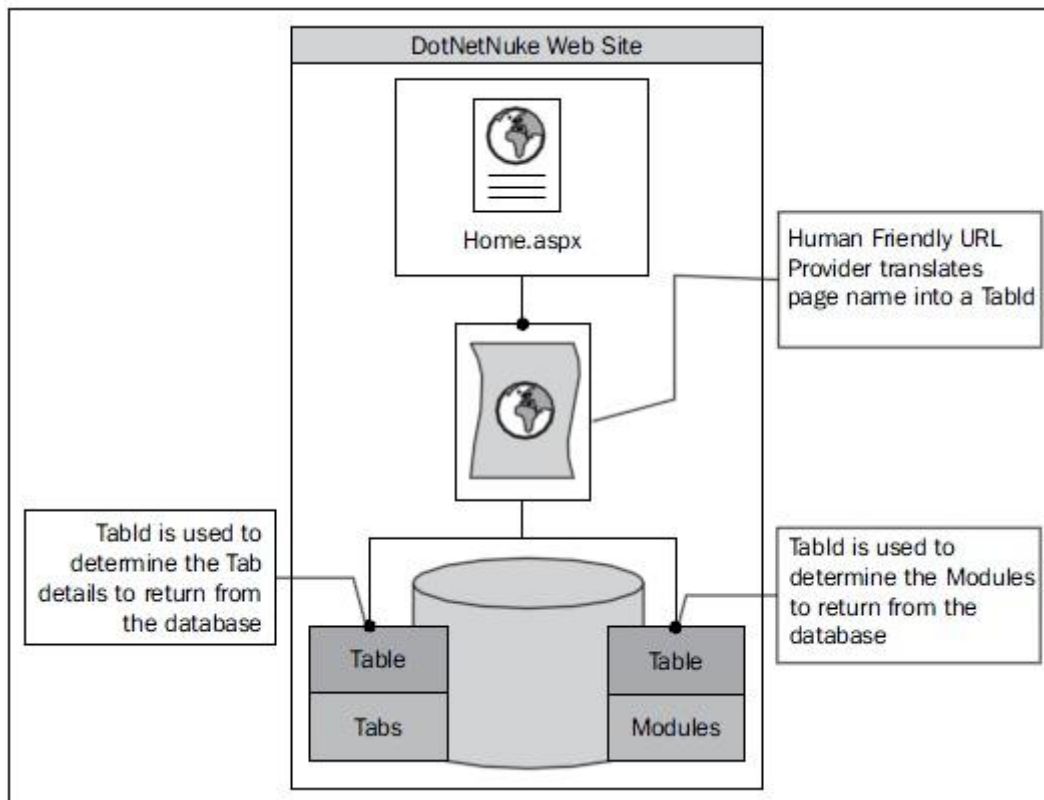 DotNetNuke Web Site
Home.aspx
Human Friendly URL
Provider translates
page name into a TabId
TabId is used to
determine the Tab
details to return from
the database
TabId is used to
determine the Modules
to return from the
database
Table
Tabs
Table
Modules